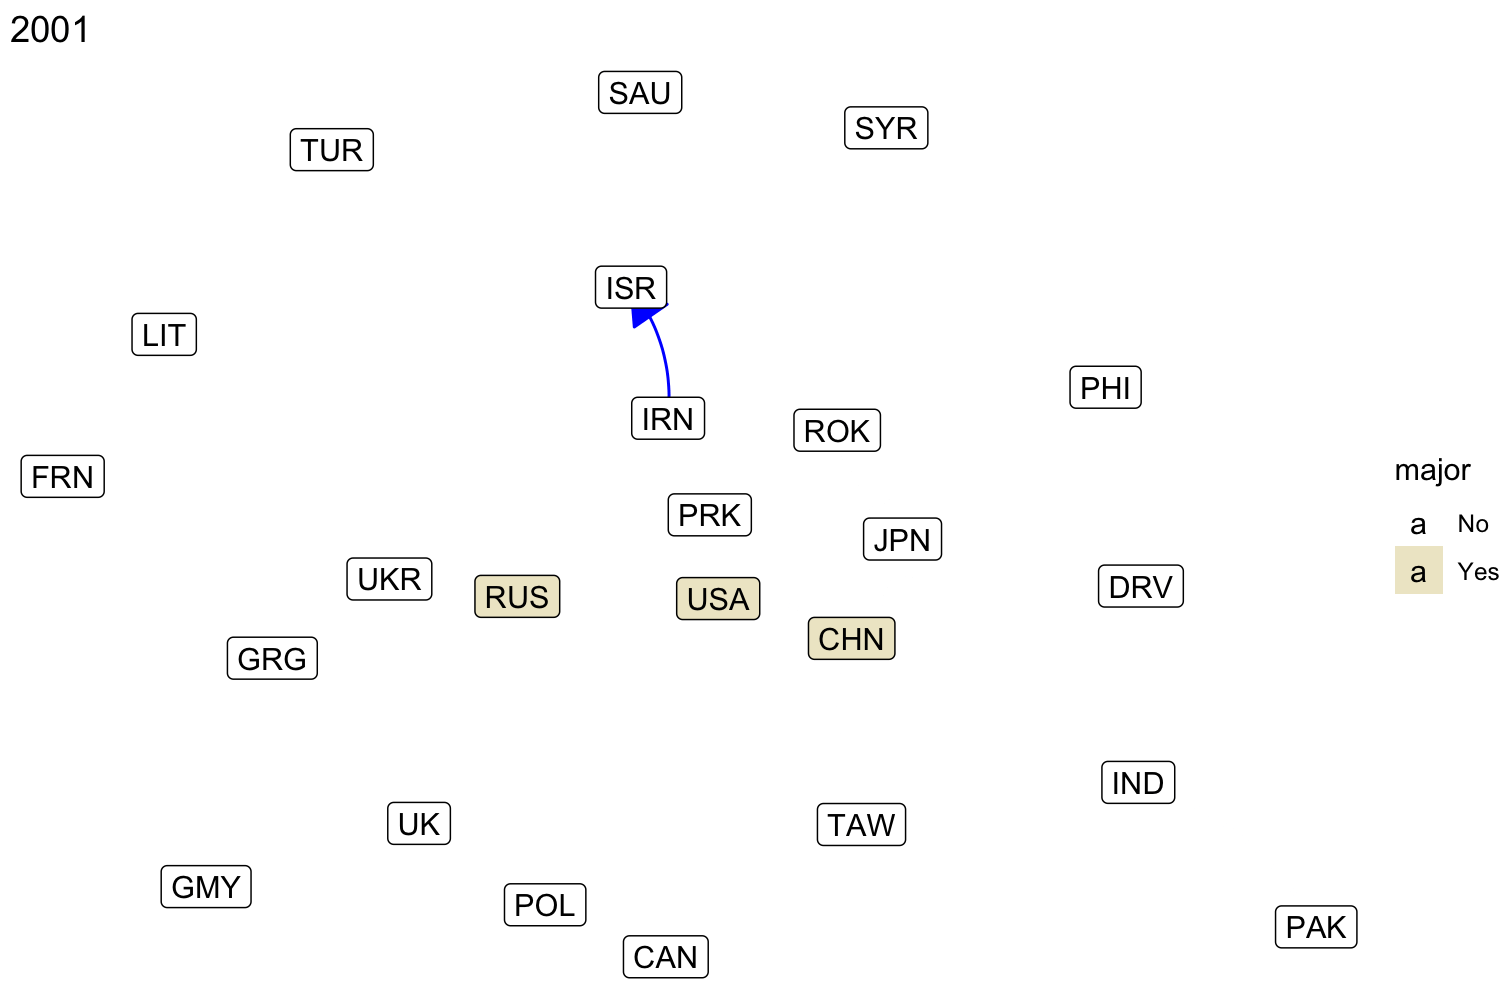 2001
SAU
SYR
TUR
ISR
LIT
PHI
IRN
ROK
FRN
major
PRK
a No
JPN
UKR
a Yes
DRV
RUS
USA
CHN
GRG
IND
UK
TAW
GMY
POL
PAK
CAN